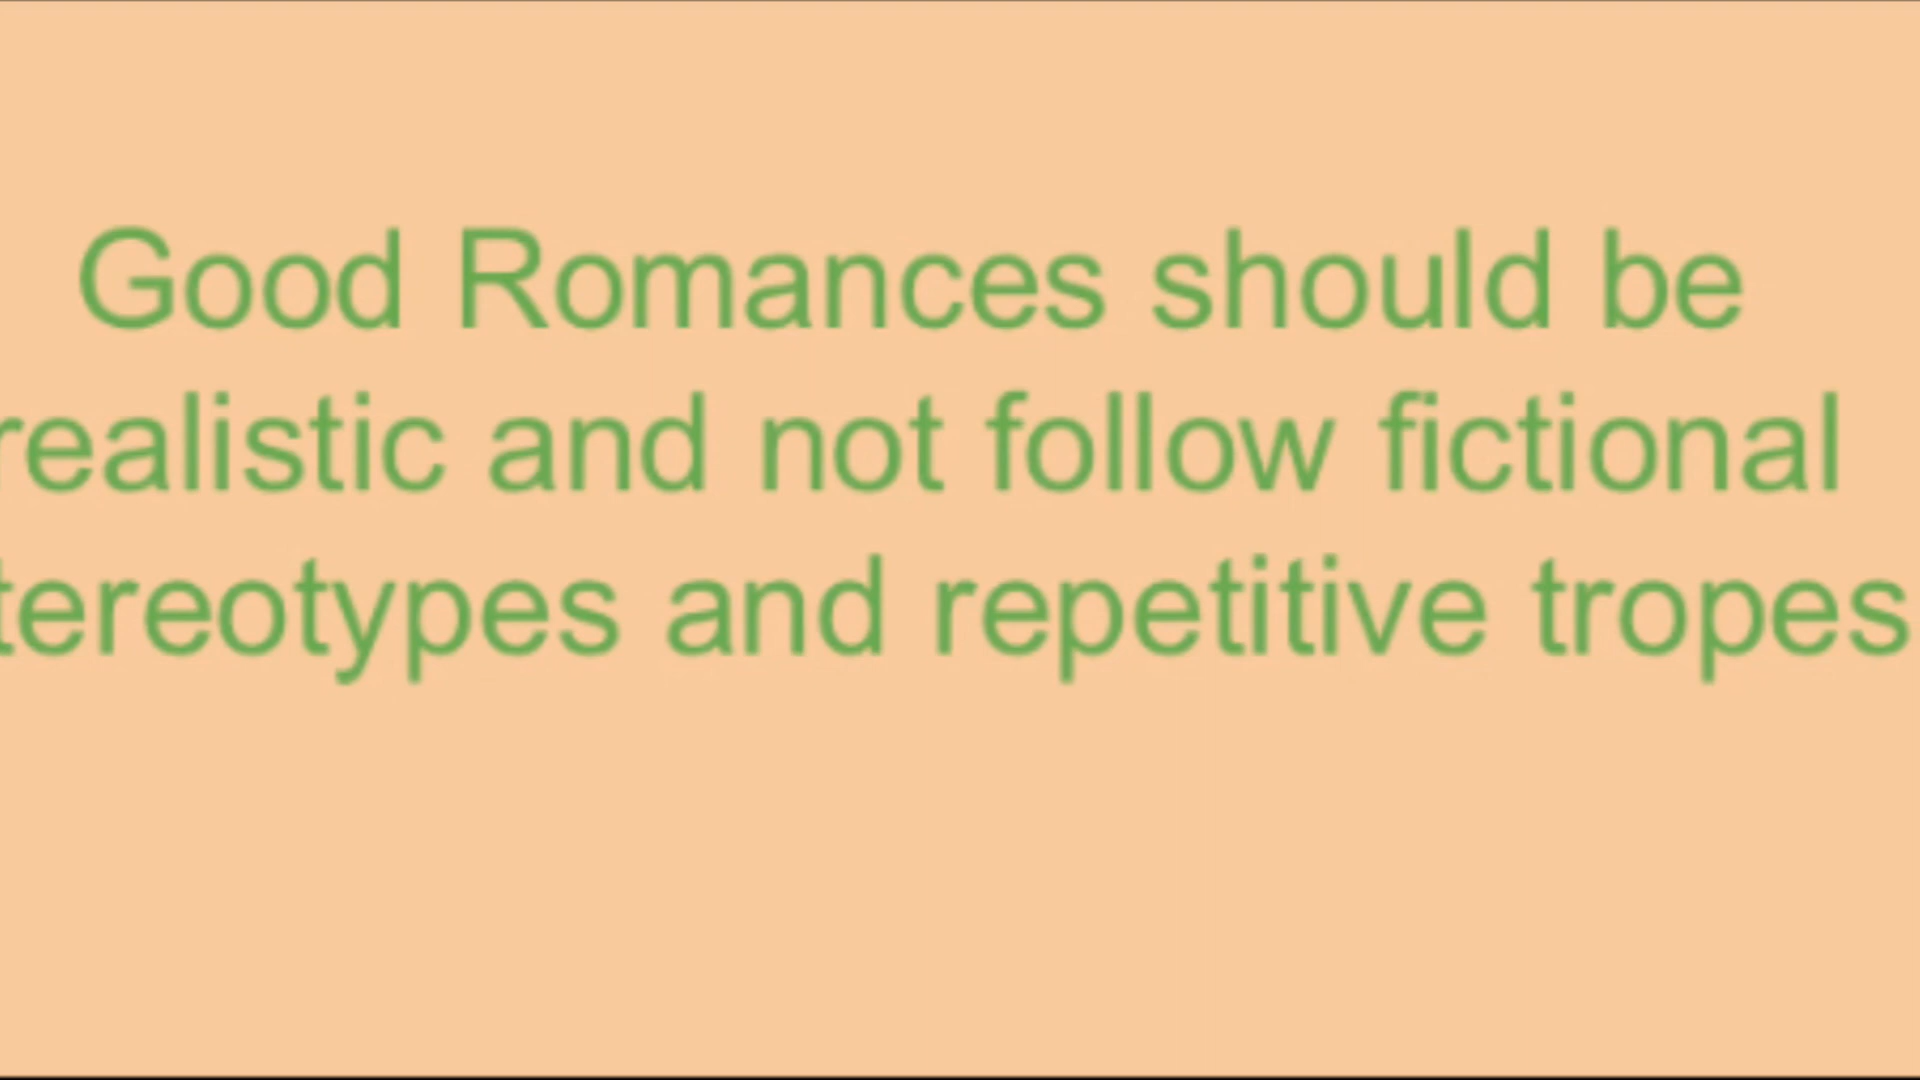 Good Romances should be
realistic and not follow fictional
tereotypes and repetitive tropes